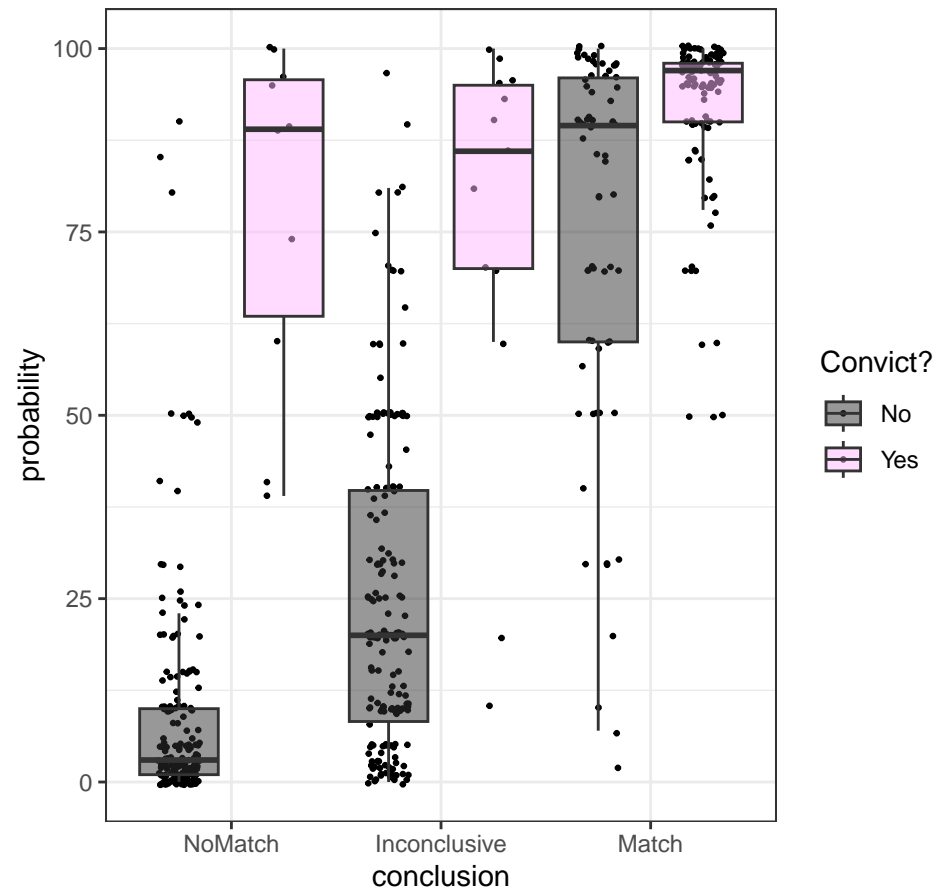 100
75
50
25
0
probability
NoMatch
Inconclusive
Match
conclusion
Convict?
No
Yes